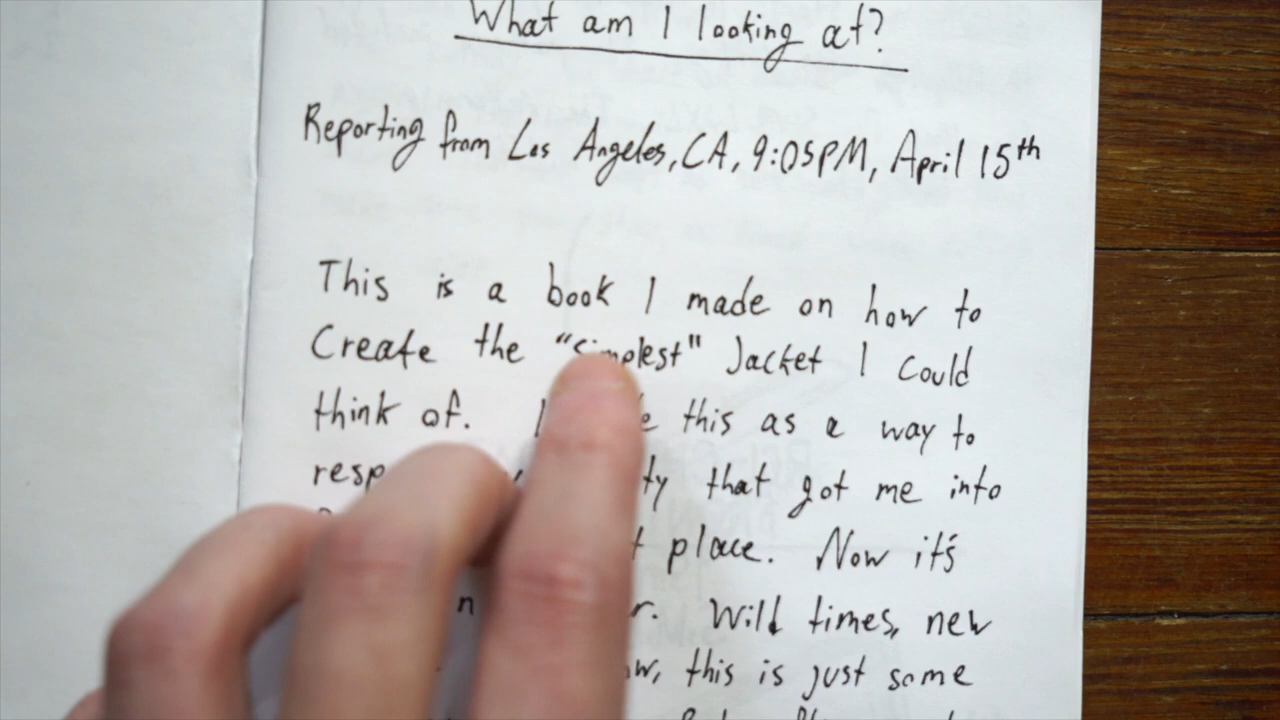 What am I looking at?
Reporting from Los Angeles, CA, 9:05PM, April 15th
This is a book I made on how to
Create the "Simplest" Jacket I Could
think of. this as a way to
that got me into
place. Now it's
Wild times, new
this is just some